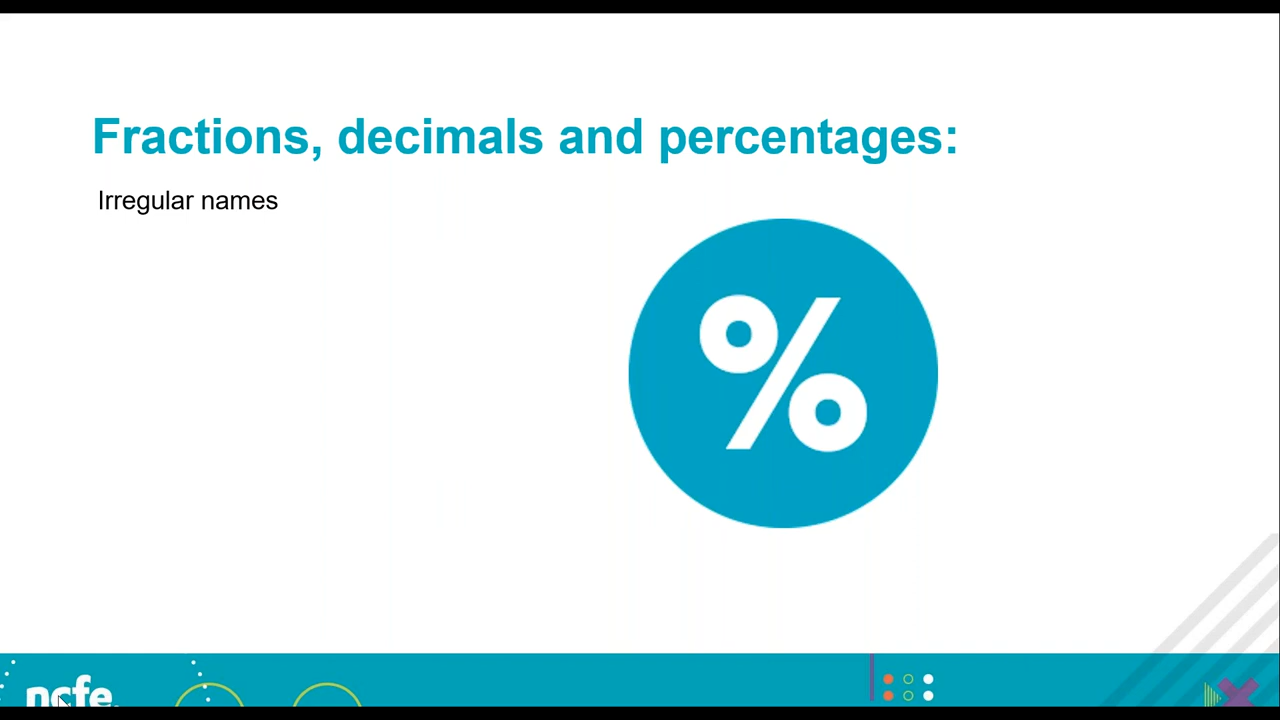 Fractions, decimals and percentages:
Irregular names
%
ncfe.